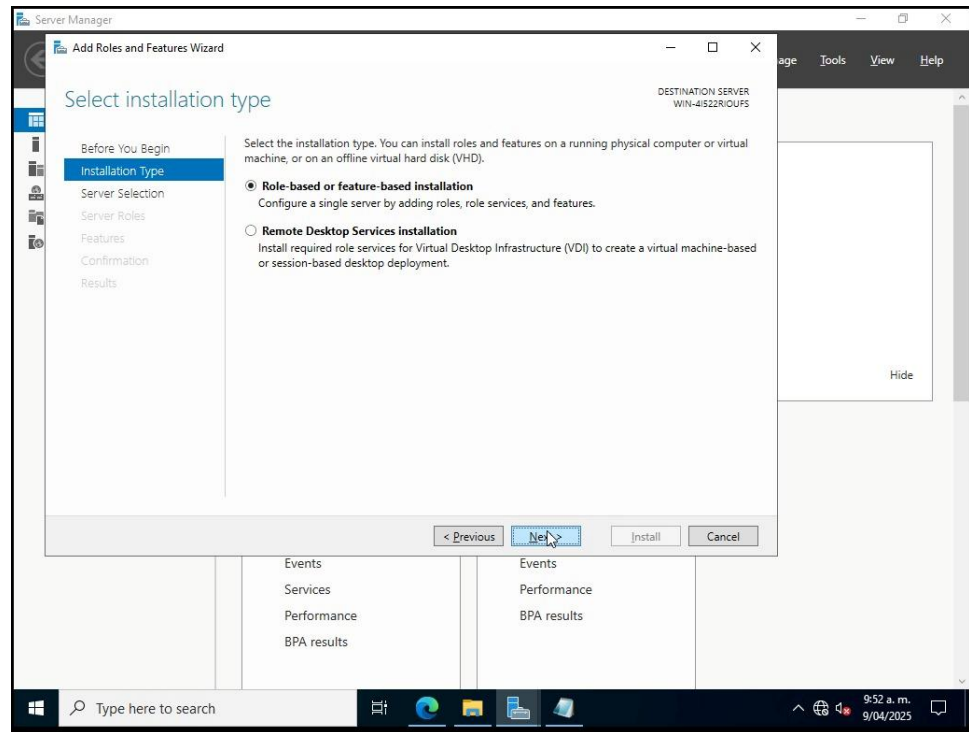 Server Manager
Add Roles and Features Wizard
Tools View Help
Select installation type
DESTINATION SERVER
WIN-4I522RIOUFS
Before You Begin
Installation Type
Server Selection
Server Roles
Features
Confirmation
Results
Select the installation type. You can install roles and features on a running physical computer or virtual
machine, or on an offline virtual hard disk (VHD).
Role-based or feature-based installation
Configure a single server by adding roles, role services, and features.
Remote Desktop Services installation
Install required role services for Virtual Desktop Infrastructure (VDI) to create a virtual machine-based
or session-based desktop deployment.
Hide
< Previous Next > Install Cancel
Events
Services
Performance
BPA results
Events
Performance
BPA results
Type here to search
9:52 a. m.
9/04/2025